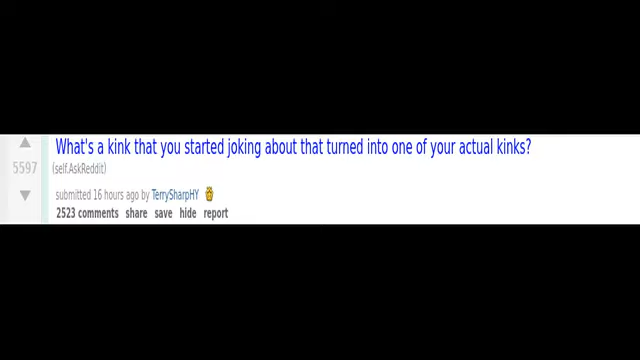 What's a kink that you started joking about that turned into one of your actual kinks?
5597 (self.AskReddit)
submitted 16 hours ago by TerrySharpHY
2523 comments share save hide report